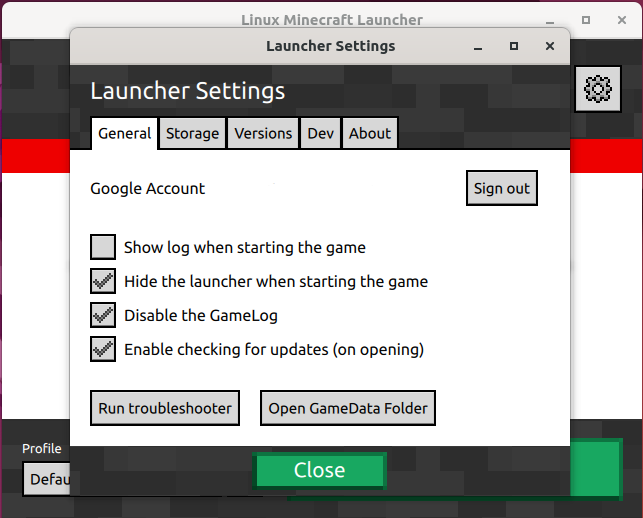 Linux Minecraft Launcher
Launcher Settings
Launcher Settings
General Storage Versions Dev About
Google Account Sign out
Show log when starting the game
Hide the launcher when starting the game
Disable the GameLog
Enable checking for updates (on opening)
Run troubleshooter Open GameData Folder
Profile
Close